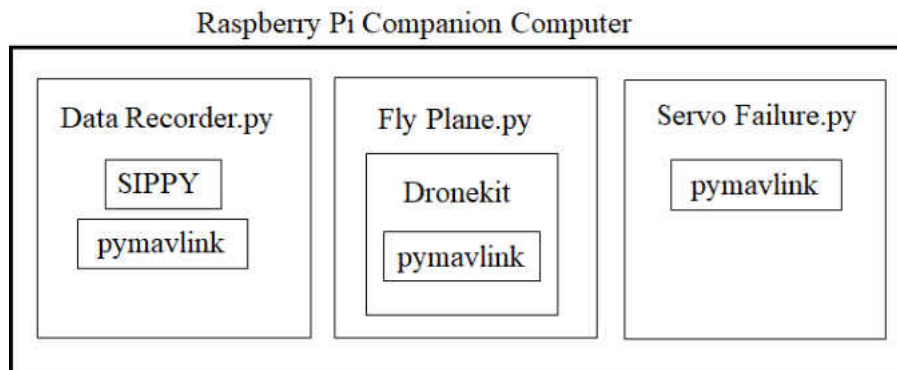 Raspberry Pi Companion Computer
Data Recorder.py
SIPPY
pymavlink
Fly Plane.py
Dronekit
pymavlink
Servo Failure.py
pymavlink